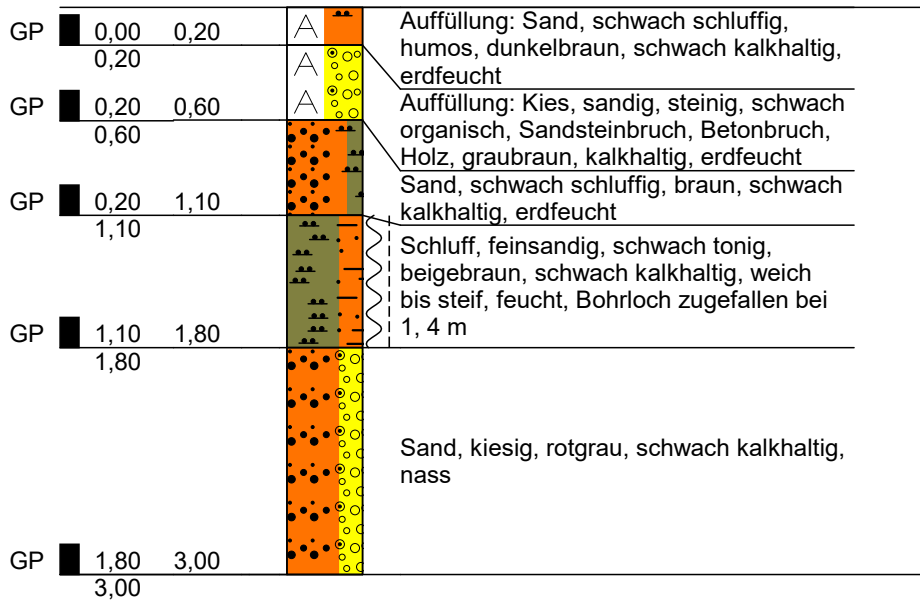 GP 0,00 0,20 A Auffüllung: Sand, schwach schluffig,
0,20 humos, dunkelbraun, schwach kalkhaltig,
A erdfeucht
GP 0,20 0,60 A Auffüllung: Kies, sandig, steinig, schwach
0,60 organisch, Sandsteinbruch, Betonbruch,
Holz, graubraun, kalkhaltig, erdfeucht
GP 0,20 1,10 Sand, schwach schluffig, braun, schwach
1,10 kalkhaltig, erdfeucht
Schluff, feinsandig, schwach tonig,
beigebraun, schwach kalkhaltig, weich
bis steif, feucht, Bohrloch zugefallen bei
GP 1,10 1,80 1, 4 m
1,80
Sand, kiesig, rotgrau, schwach kalkhaltig,
nass
GP 1,80 3,00
3,00